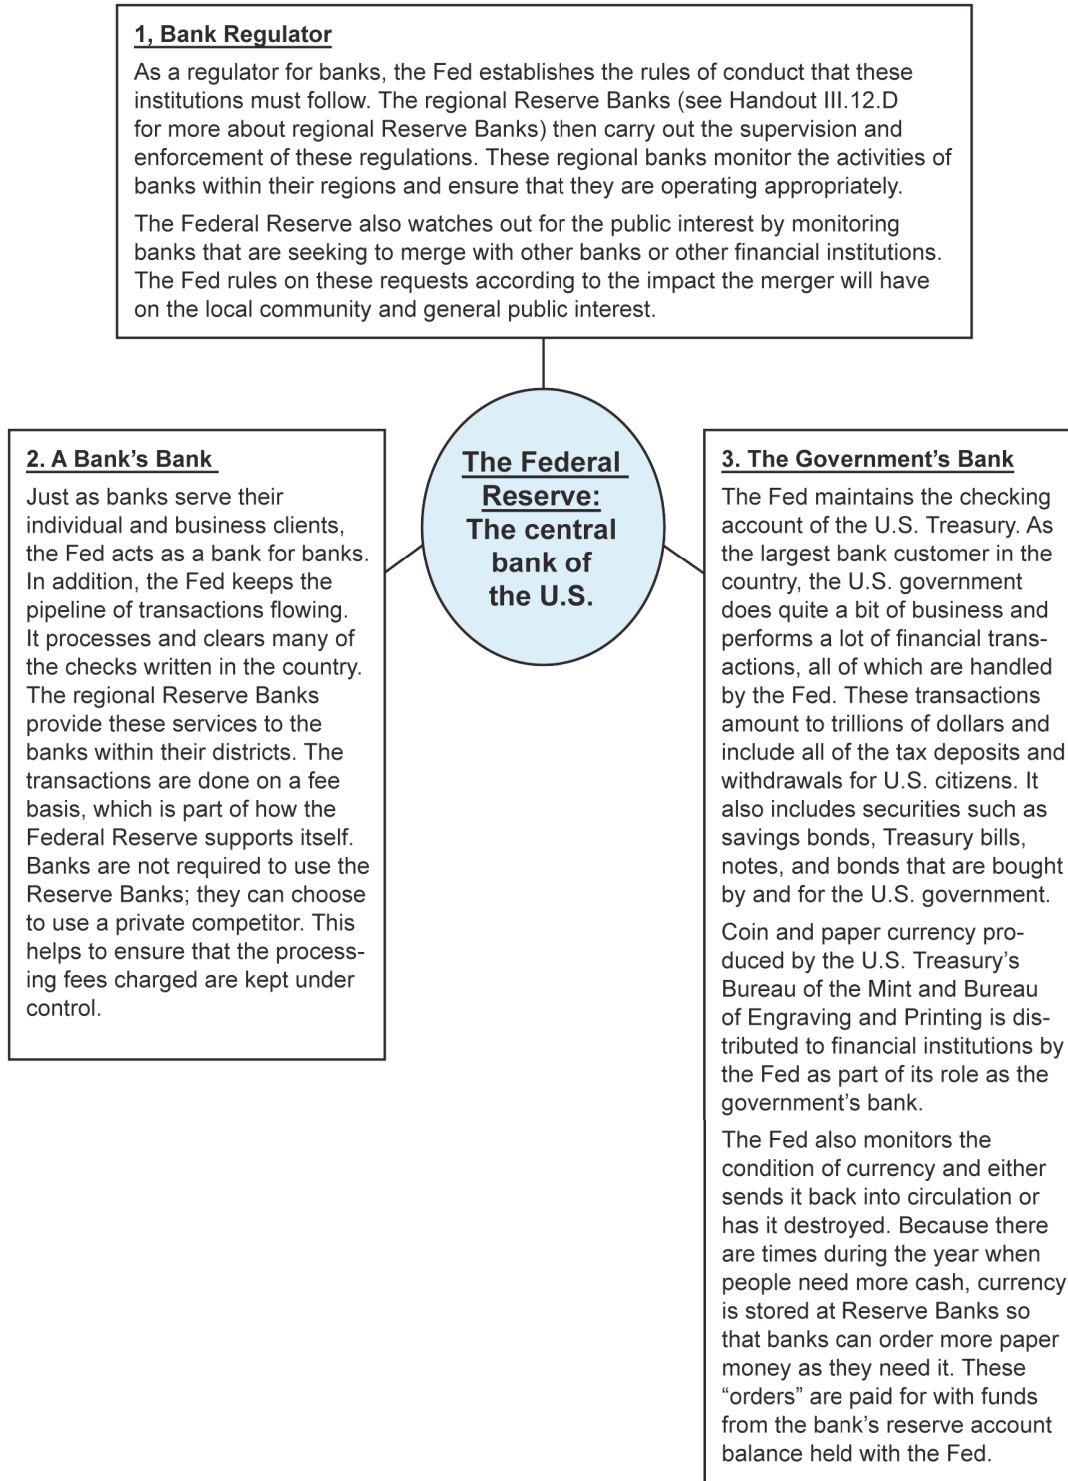 1, Bank Regulator
As a regulator for banks, the Fed establishes the rules of conduct that these
institutions must follow. The regional Reserve Banks (see Handout III.12.D
for more about regional Reserve Banks) then carry out the supervision and
enforcement of these regulations. These regional banks monitor the activities of
banks within their regions and ensure that they are operating appropriately.
The Federal Reserve also watches out for the public interest by monitoring
banks that are seeking to merge with other banks or other financial institutions.
The Fed rules on these requests according to the impact the merger will have
on the local community and general public interest.
The Federal
Reserve:
The central
bank of
the U.S.
2. A Bank’s Bank
Just as banks serve their
individual and business clients,
the Fed acts as a bank for banks.
In addition, the Fed keeps the
pipeline of transactions flowing.
It processes and clears many of
the checks written in the country.
The regional Reserve Banks
provide these services to the
banks within their districts. The
transactions are done on a fee
basis, which is part of how the
Federal Reserve supports itself.
Banks are not required to use the
Reserve Banks; they can choose
to use a private competitor. This
helps to ensure that the process-
ing fees charged are kept under
control.
3. The Government’s Bank
The Fed maintains the checking
account of the U.S. Treasury. As
the largest bank customer in the
country, the U.S. government
does quite a bit of business and
performs a lot of financial trans-
actions, all of which are handled
by the Fed. These transactions
amount to trillions of dollars and
include all of the tax deposits and
withdrawals for U.S. citizens. It
also includes securities such as
savings bonds, Treasury bills,
notes, and bonds that are bought
by and for the U.S. government.
Coin and paper currency pro-
duced by the U.S. Treasury’s
Bureau of the Mint and Bureau
of Engraving and Printing is dis-
tributed to financial institutions by
the Fed as part of its role as the
government’s bank.
The Fed also monitors the
condition of currency and either
sends it back into circulation or
has it destroyed. Because there
are times during the year when
people need more cash, currency
is stored at Reserve Banks so
that banks can order more paper
money as they need it. These
“orders” are paid for with funds
from the bank’s reserve account
balance held with the Fed.